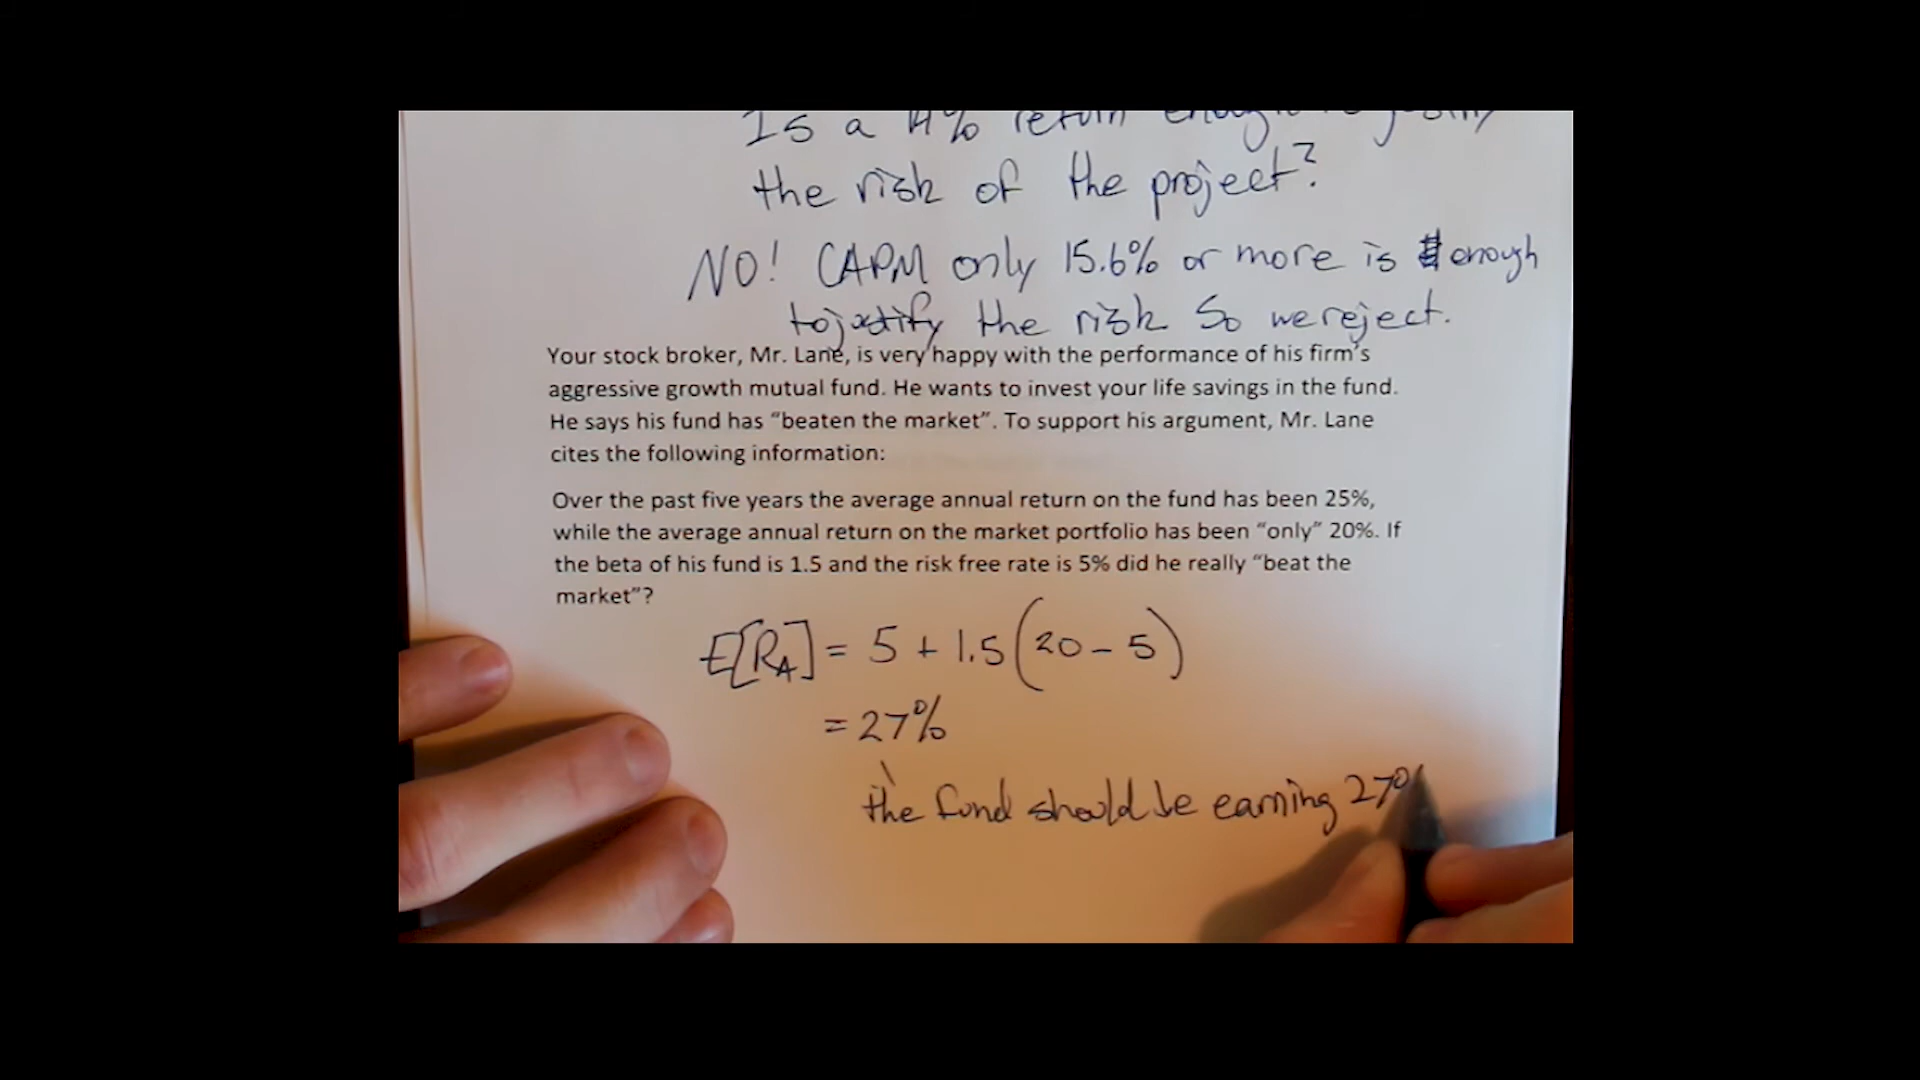 Is a 14% return
the risk of the project?
NO! CAPM only 15.6% or more is enough
to justify the risk So we reject.
Your stock broker, Mr. Lane, is very happy with the performance of his firm's
aggressive growth mutual fund. He wants to invest your life savings in the fund.
He says his fund has “beaten the market”. To support his argument, Mr. Lane
cites the following information:
Over the past five years the average annual return on the fund has been 25%,
while the average annual return on the market portfolio has been “only” 20%. If
the beta of his fund is 1.5 and the risk free rate is 5% did he really “beat the
market”?
E[R_A] = 5 + 1.5(20 - 5)
= 27%
the fund should be earning 27%